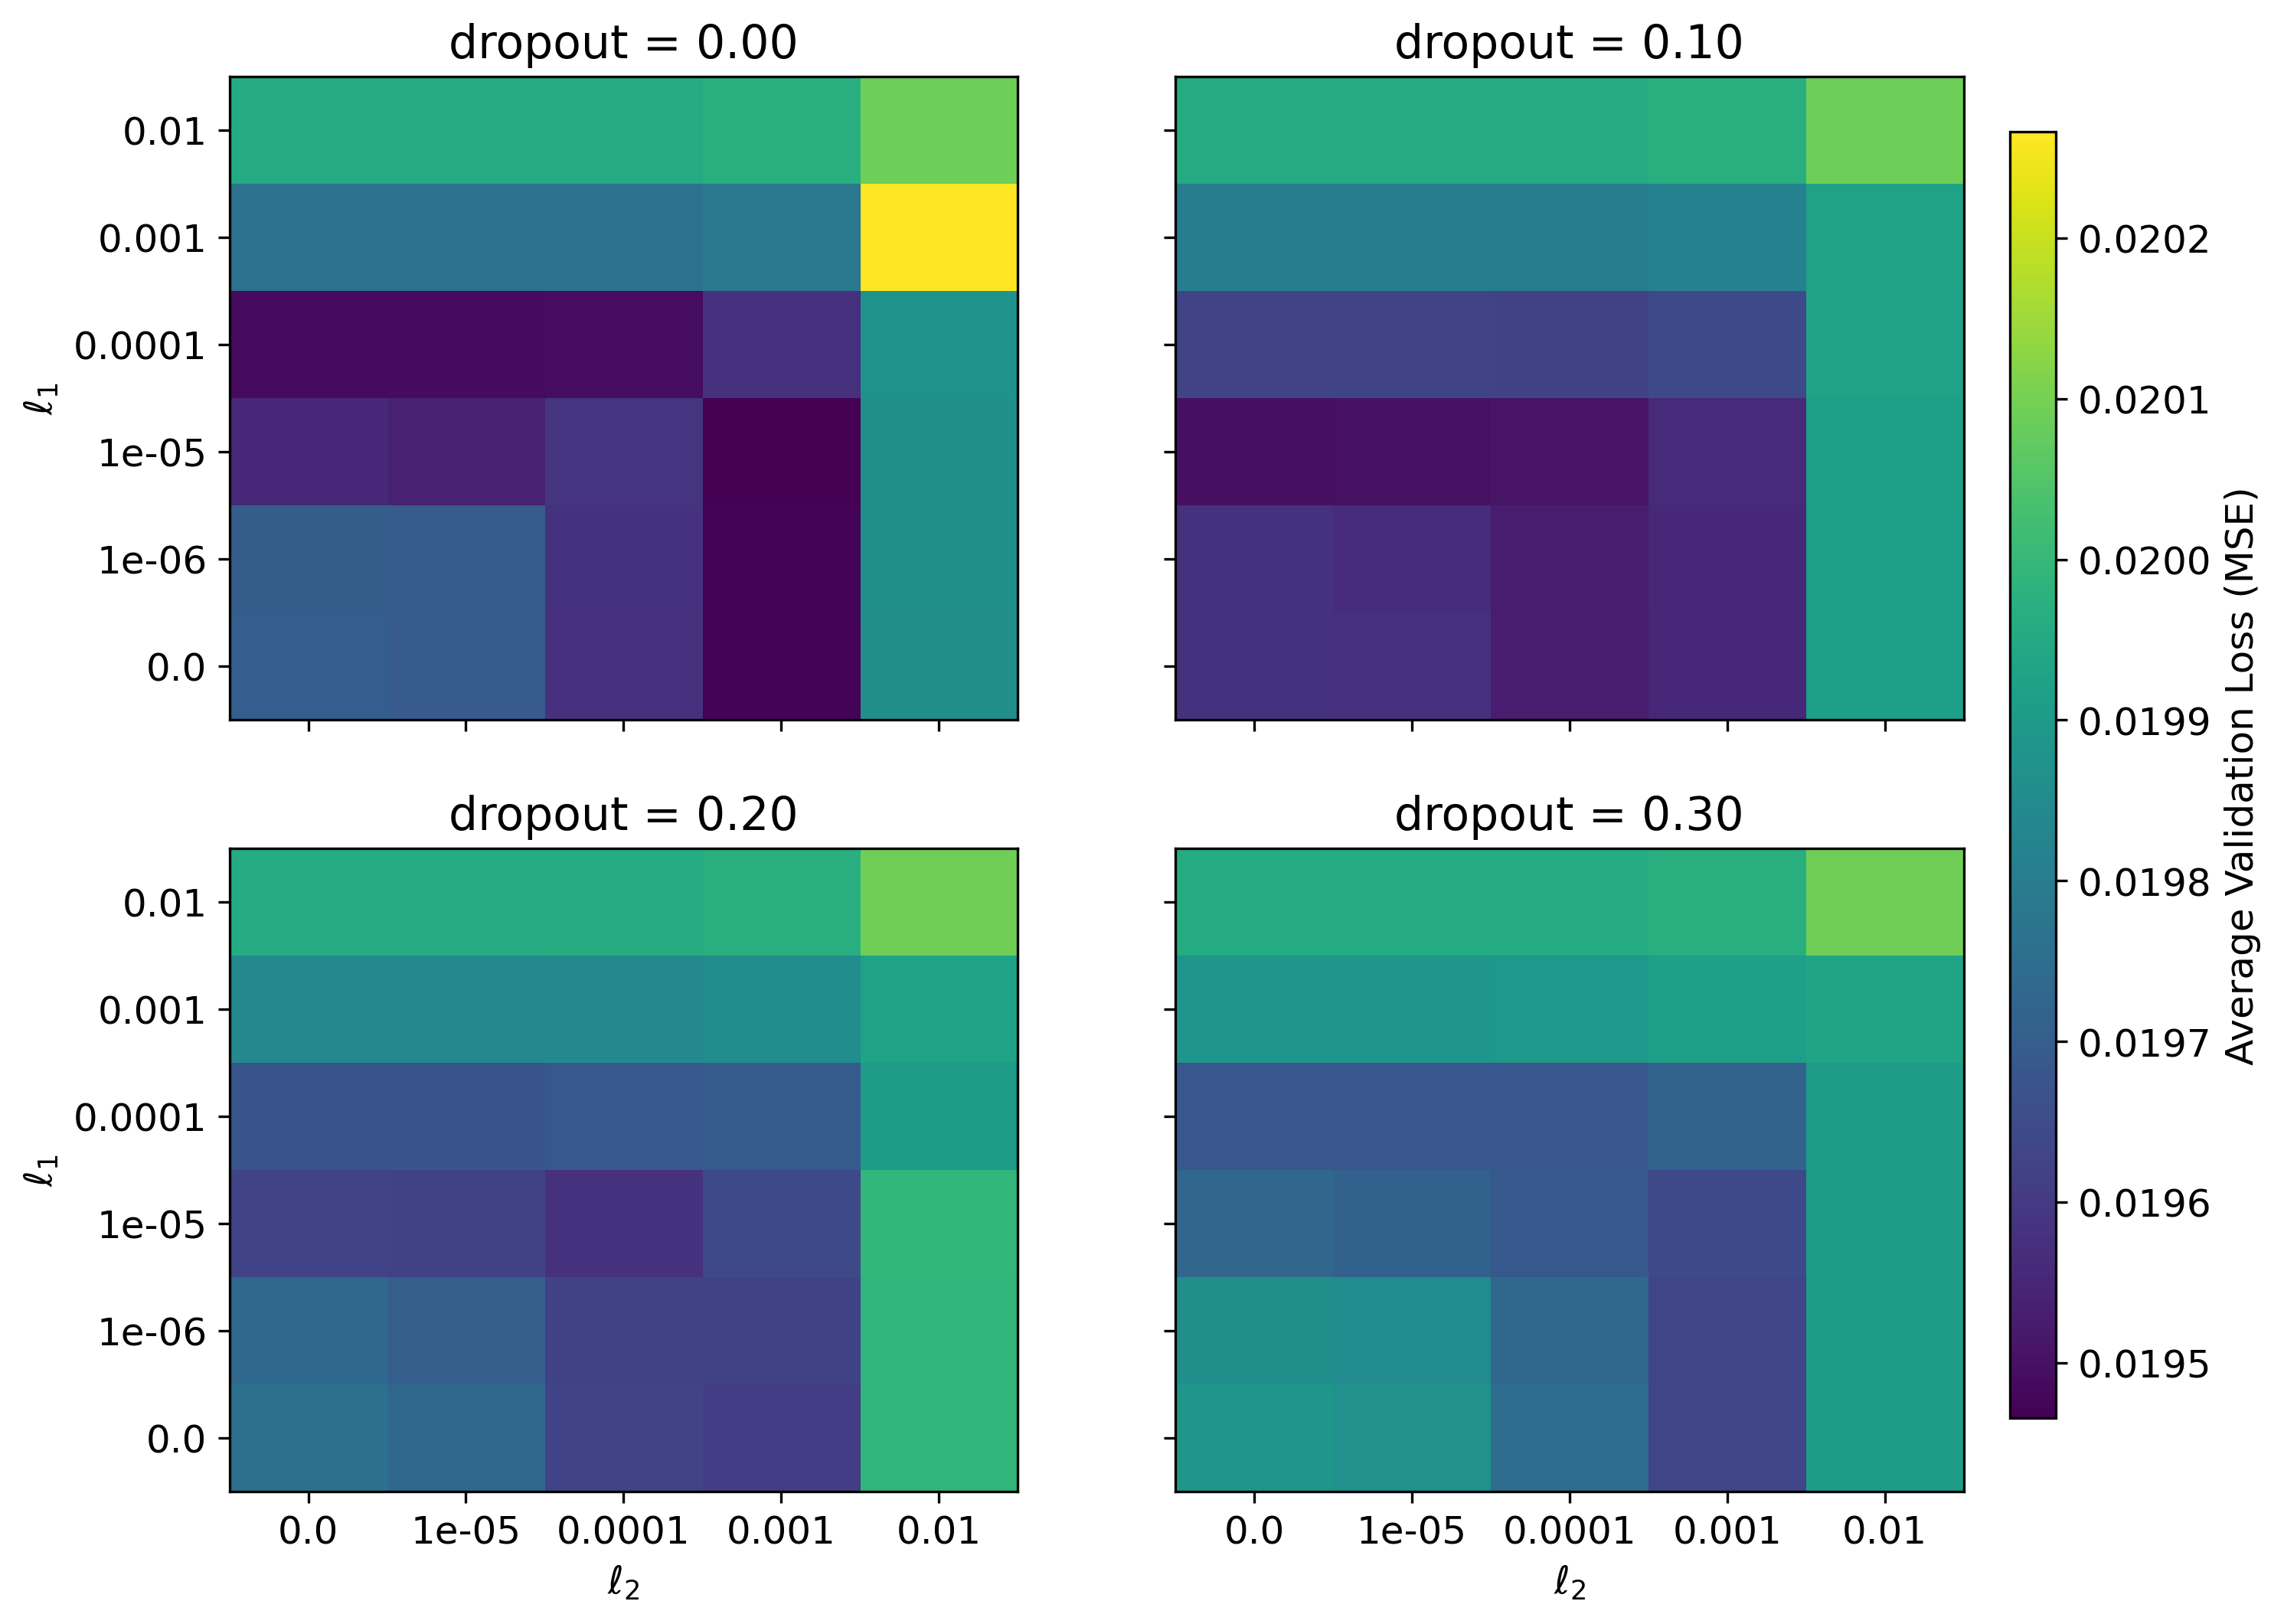 dropout = 0.00
dropout = 0.10
0.01
0.001
0.0001
1e-05
1e-06
0.0
ℓ1
dropout = 0.20
dropout = 0.30
0.01
0.001
0.0001
1e-05
1e-06
0.0
ℓ1
0.0 1e-05 0.0001 0.001 0.01
ℓ2
0.0 1e-05 0.0001 0.001 0.01
ℓ2
0.0202
0.0201
0.0200
0.0199
0.0198
0.0197
0.0196
0.0195
Average Validation Loss (MSE)